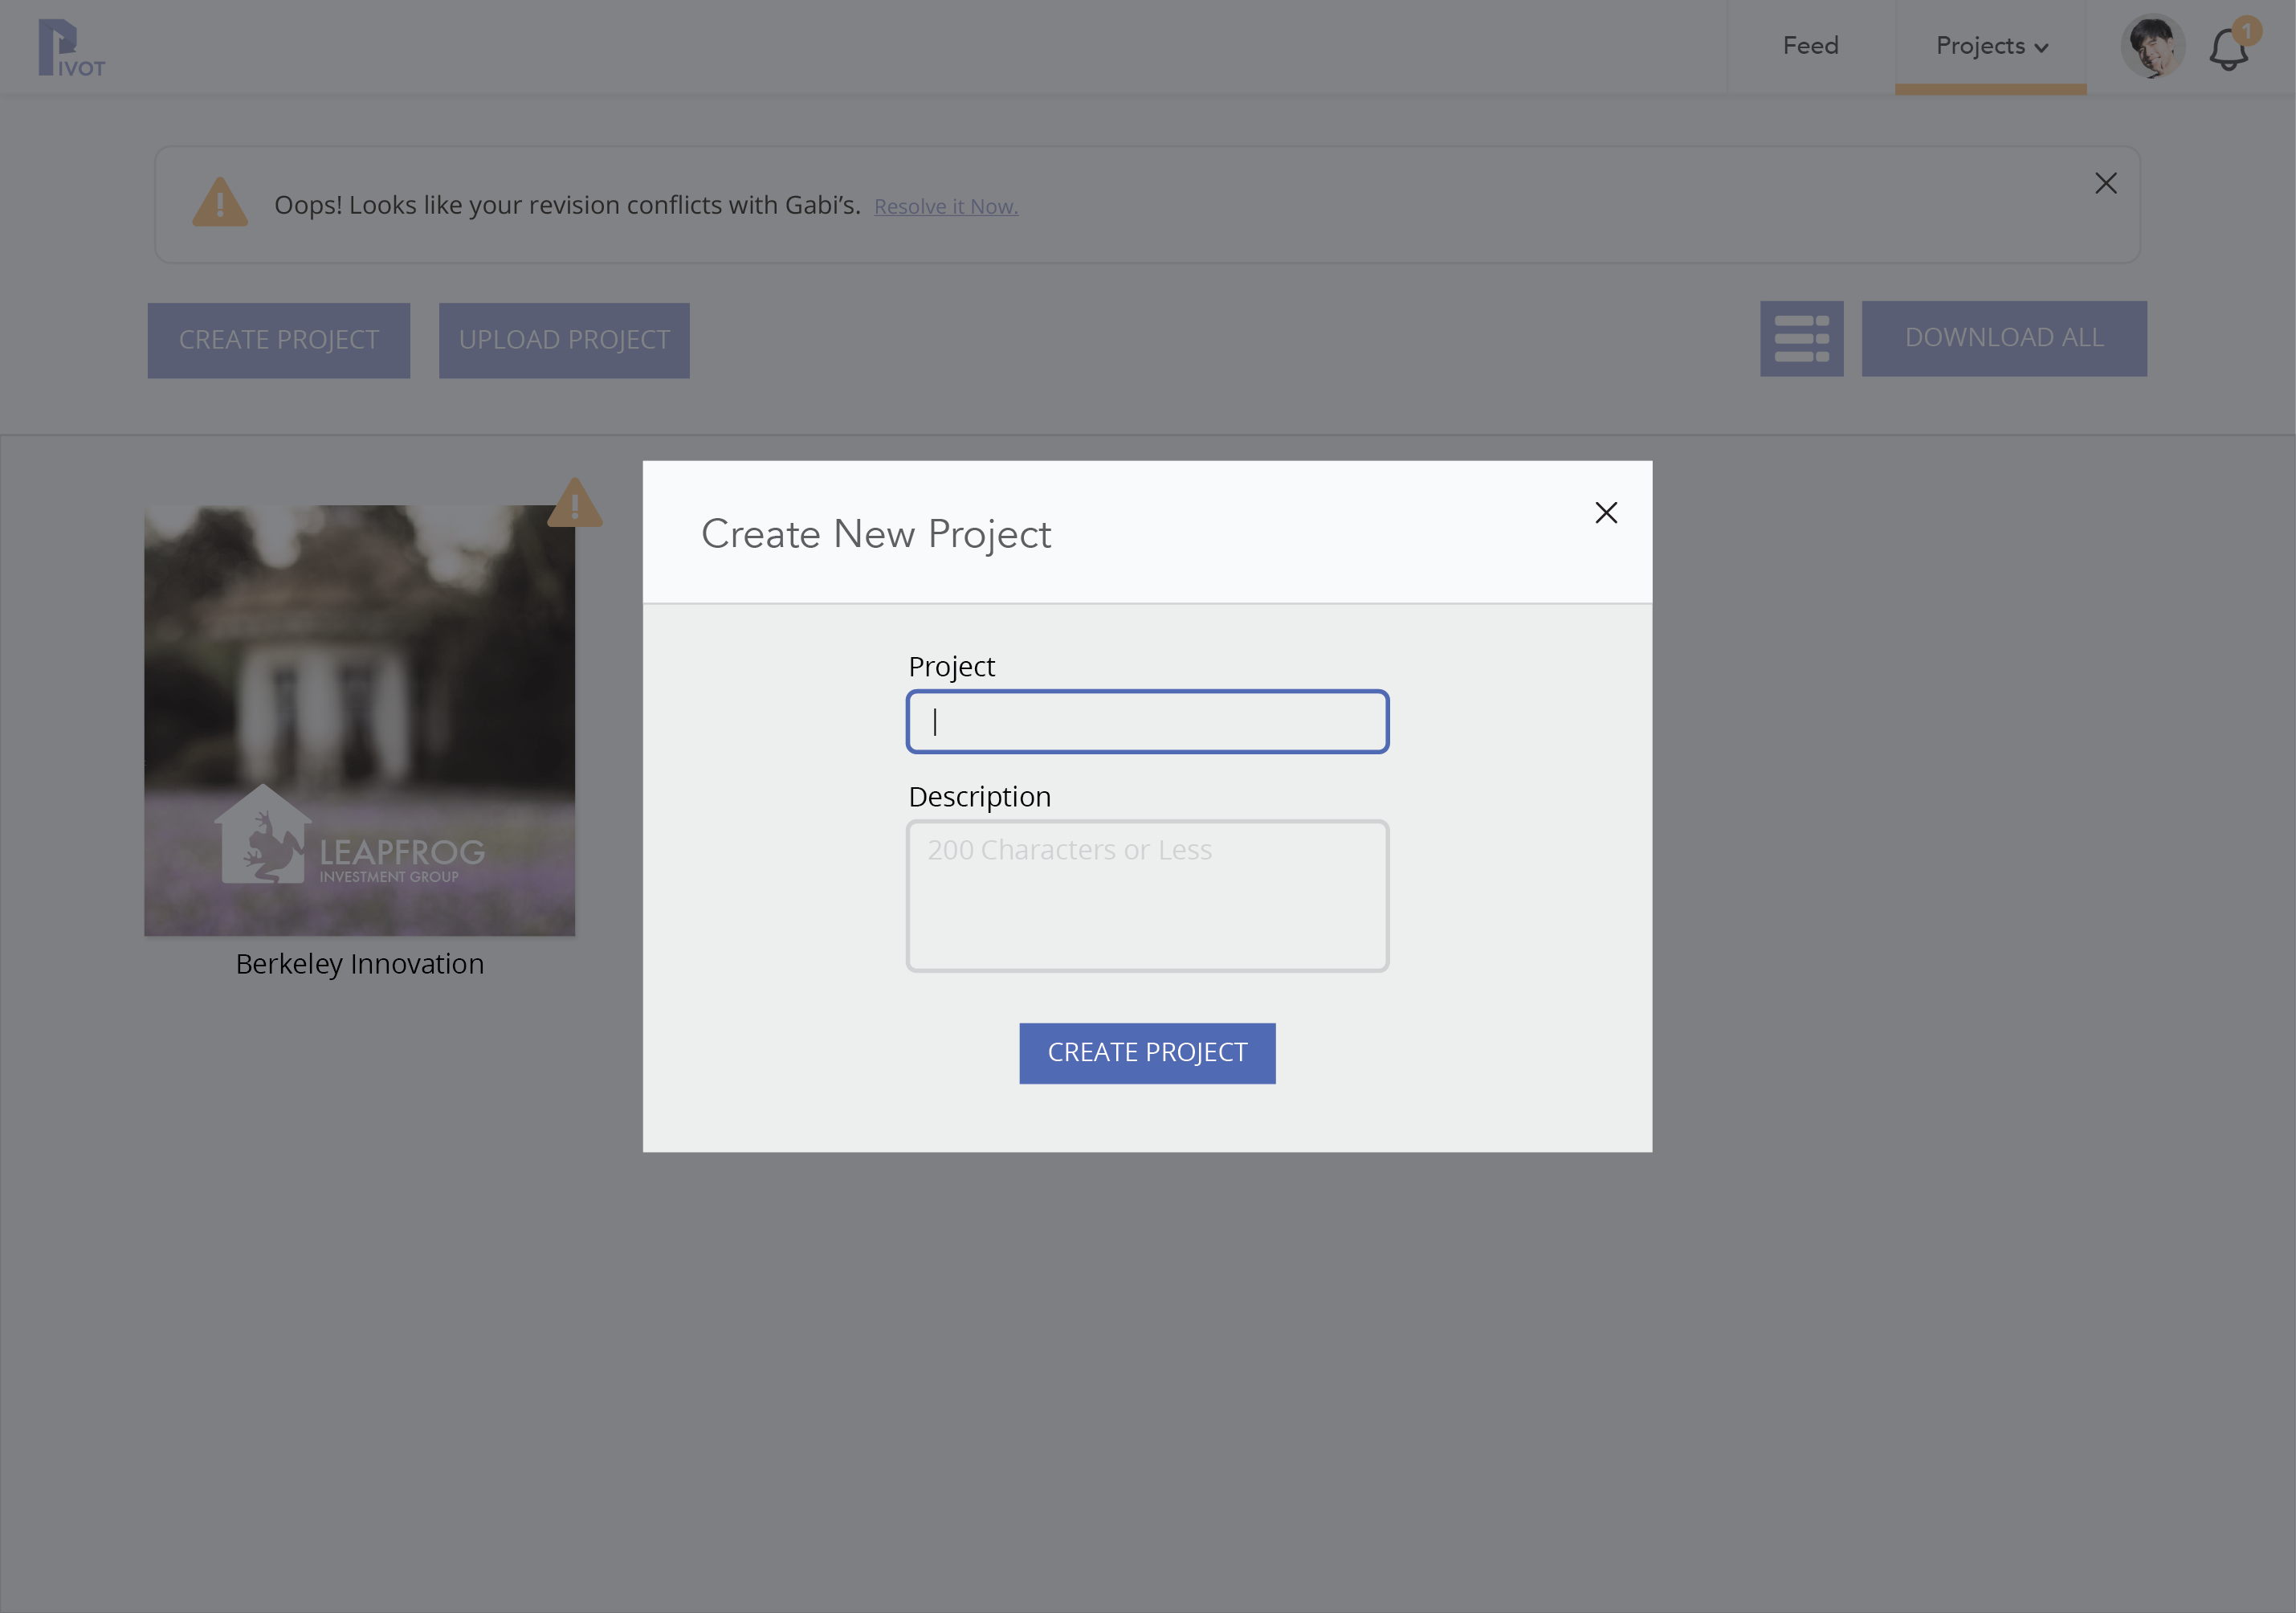 PIVOT
Feed
Projects
1
Oops! Looks like your revision conflicts with Gabi's. Resolve it Now.
CREATE PROJECT
UPLOAD PROJECT
DOWNLOAD ALL
Create New Project
Project
Description
200 Characters or Less
CREATE PROJECT
LEAPFROG
INVESTMENT GROUP
Berkeley Innovation